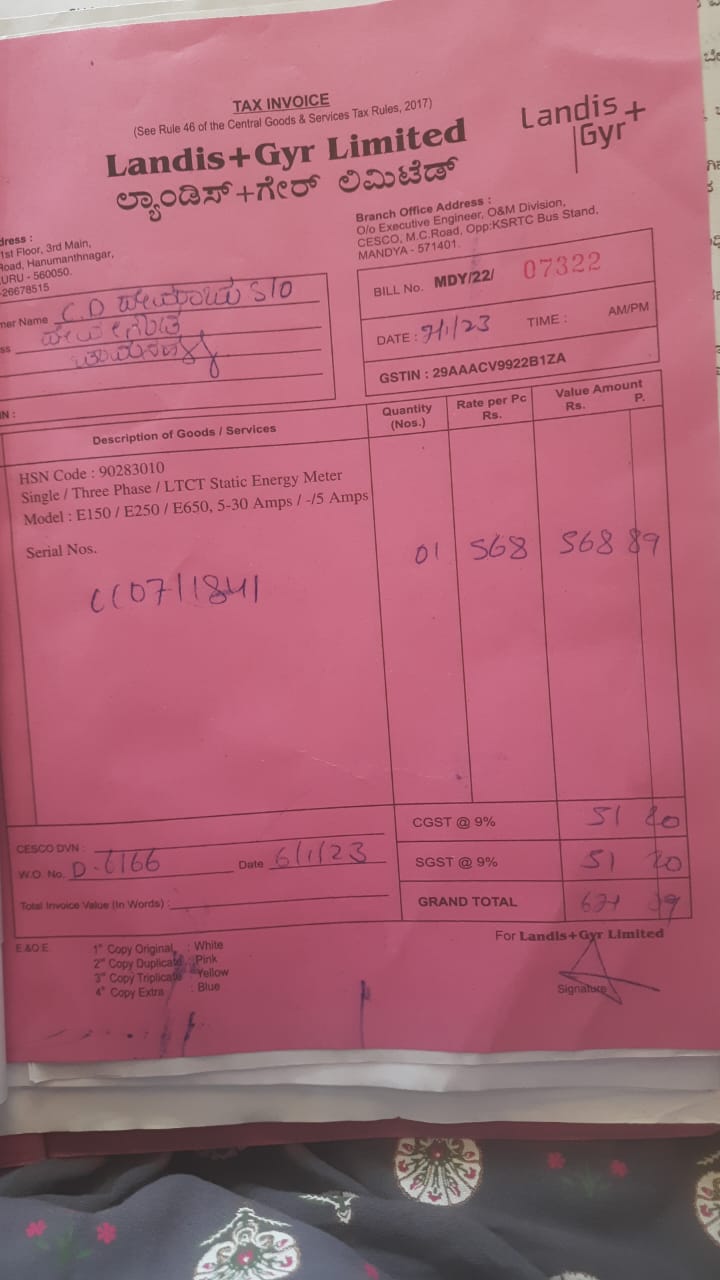 TAX INVOICE
(See Rule 46 of the Central Goods & Services Tax Rules, 2017)
Landis+Gyr Limited
ಲ್ಯಾಂಡಿಸ್+ಗೇರ್ ಲಿಮಿಟೆಡ್
Landis+
Gyr
dress :
1st Floor, 3rd Main,
Road, Hanumanthnagar,
URU - 560050.
-26678515
Branch Office Address :
O/o Executive Engineer, O&M Division,
CESCO, M.C.Road, Opp:KSRTC Bus Stand.
MANDYA - 571401.
mer Name C.D S/O
ss
IN :
BILL No. MDY/22/ 07322
DATE : 7/1/23 TIME : AM/PM
GSTIN : 29AAACV9922B1ZA
Description of Goods / Services
Quantity
(Nos.)
Rate per Pc
Rs.
Value Amount
Rs. P.
HSN Code : 90283010
Single / Three Phase / LTCT Static Energy Meter
Model : E150 / E250 / E650, 5-30 Amps / -/5 Amps
Serial Nos.
01 568 568 89
CGST @ 9% 51 20
SGST @ 9% 51 20
GRAND TOTAL
CESCO DVN :
W.O. No. D-6166 Date 6/1/23
Total Invoice Value (In Words) :
E & O E.
1st Copy Original : White
2nd Copy Duplicate : Pink
3rd Copy Triplicate : Yellow
4th Copy Extra : Blue
For Landis+Gyr Limited
Signature